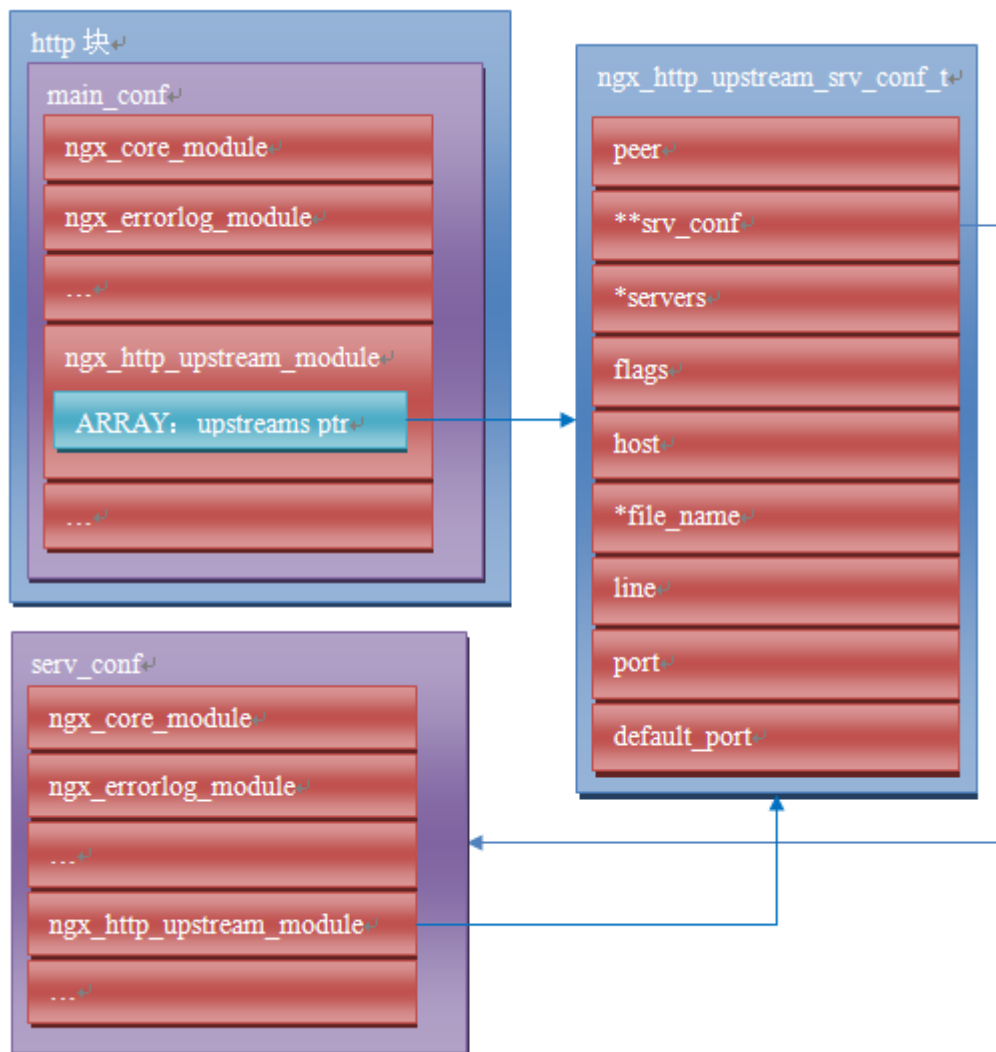 http 块
main_conf
ngx_core_module
ngx_errorlog_module
...
ngx_http_upstream_module
ARRAY：upstreams ptr
...
ngx_http_upstream_srv_conf_t
peer
**srv_conf
*servers
flags
host
*file_name
line
port
default_port
serv_conf
ngx_core_module
ngx_errorlog_module
...
ngx_http_upstream_module
...